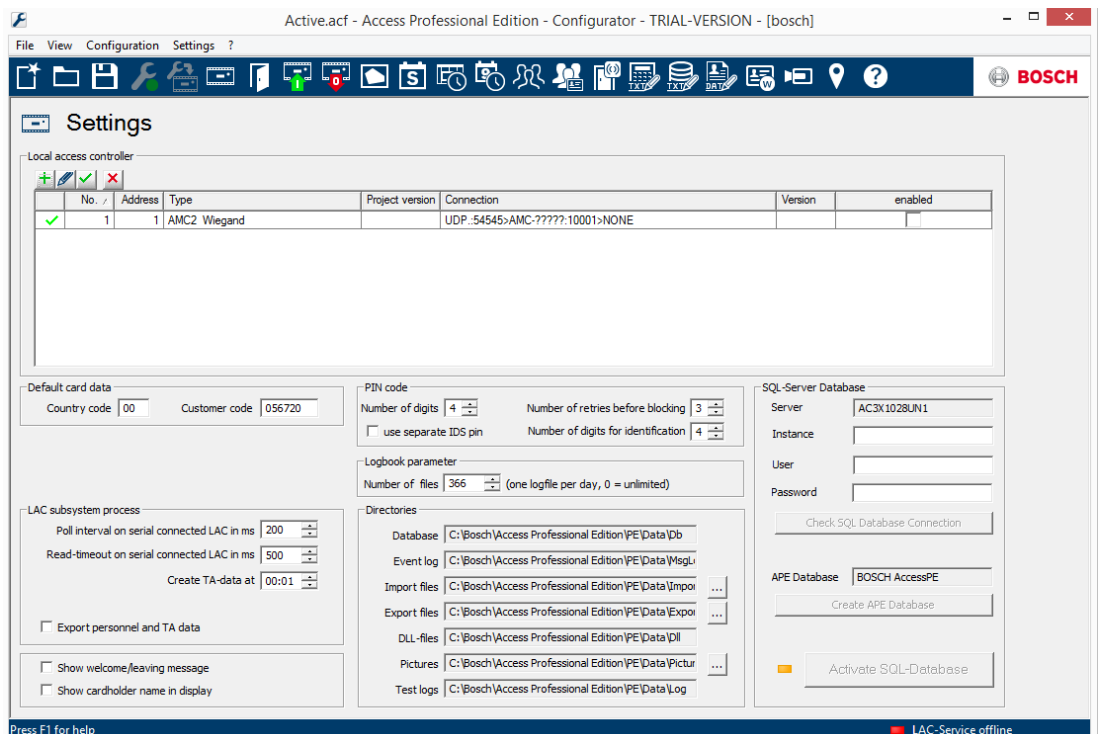 Active.acf - Access Professional Edition - Configurator - TRIAL-VERSION - [bosch]
File View Configuration Settings ?
S TXT TXT DATA W ? BOSCH
Settings
Local access controller
No. Address Type Project version Connection Version enabled
1 1 AMC2 Wiegand UDP.:54545>AMC-?????:10001>NONE
Default card data
Country code 00 Customer code 056720
PIN code
Number of digits 4 Number of retries before blocking 3
use separate IDS pin Number of digits for identification 4
Logbook parameter
Number of files 366 (one logfile per day, 0 = unlimited)
LAC subsystem process
Poll interval on serial connected LAC in ms 200
Read-timeout on serial connected LAC in ms 500
Create TA-data at 00:01
Export personnel and TA data
Show welcome/leaving message
Show cardholder name in display
Directories
Database C:\Bosch\Access Professional Edition\PE\Data\Db
Event log C:\Bosch\Access Professional Edition\PE\Data\MsgL
Import files C:\Bosch\Access Professional Edition\PE\Data\Impor ...
Export files C:\Bosch\Access Professional Edition\PE\Data\Expor ...
DLL-files C:\Bosch\Access Professional Edition\PE\Data\Dll
Pictures C:\Bosch\Access Professional Edition\PE\Data\Pictur ...
Test logs C:\Bosch\Access Professional Edition\PE\Data\Log
SQL-Server Database
Server AC3X1028UN1
Instance
User
Password
Check SQL Database Connection
APE Database BOSCH AccessPE
Create APE Database
Activate SQL-Database
Press F1 for help LAC-Service offline